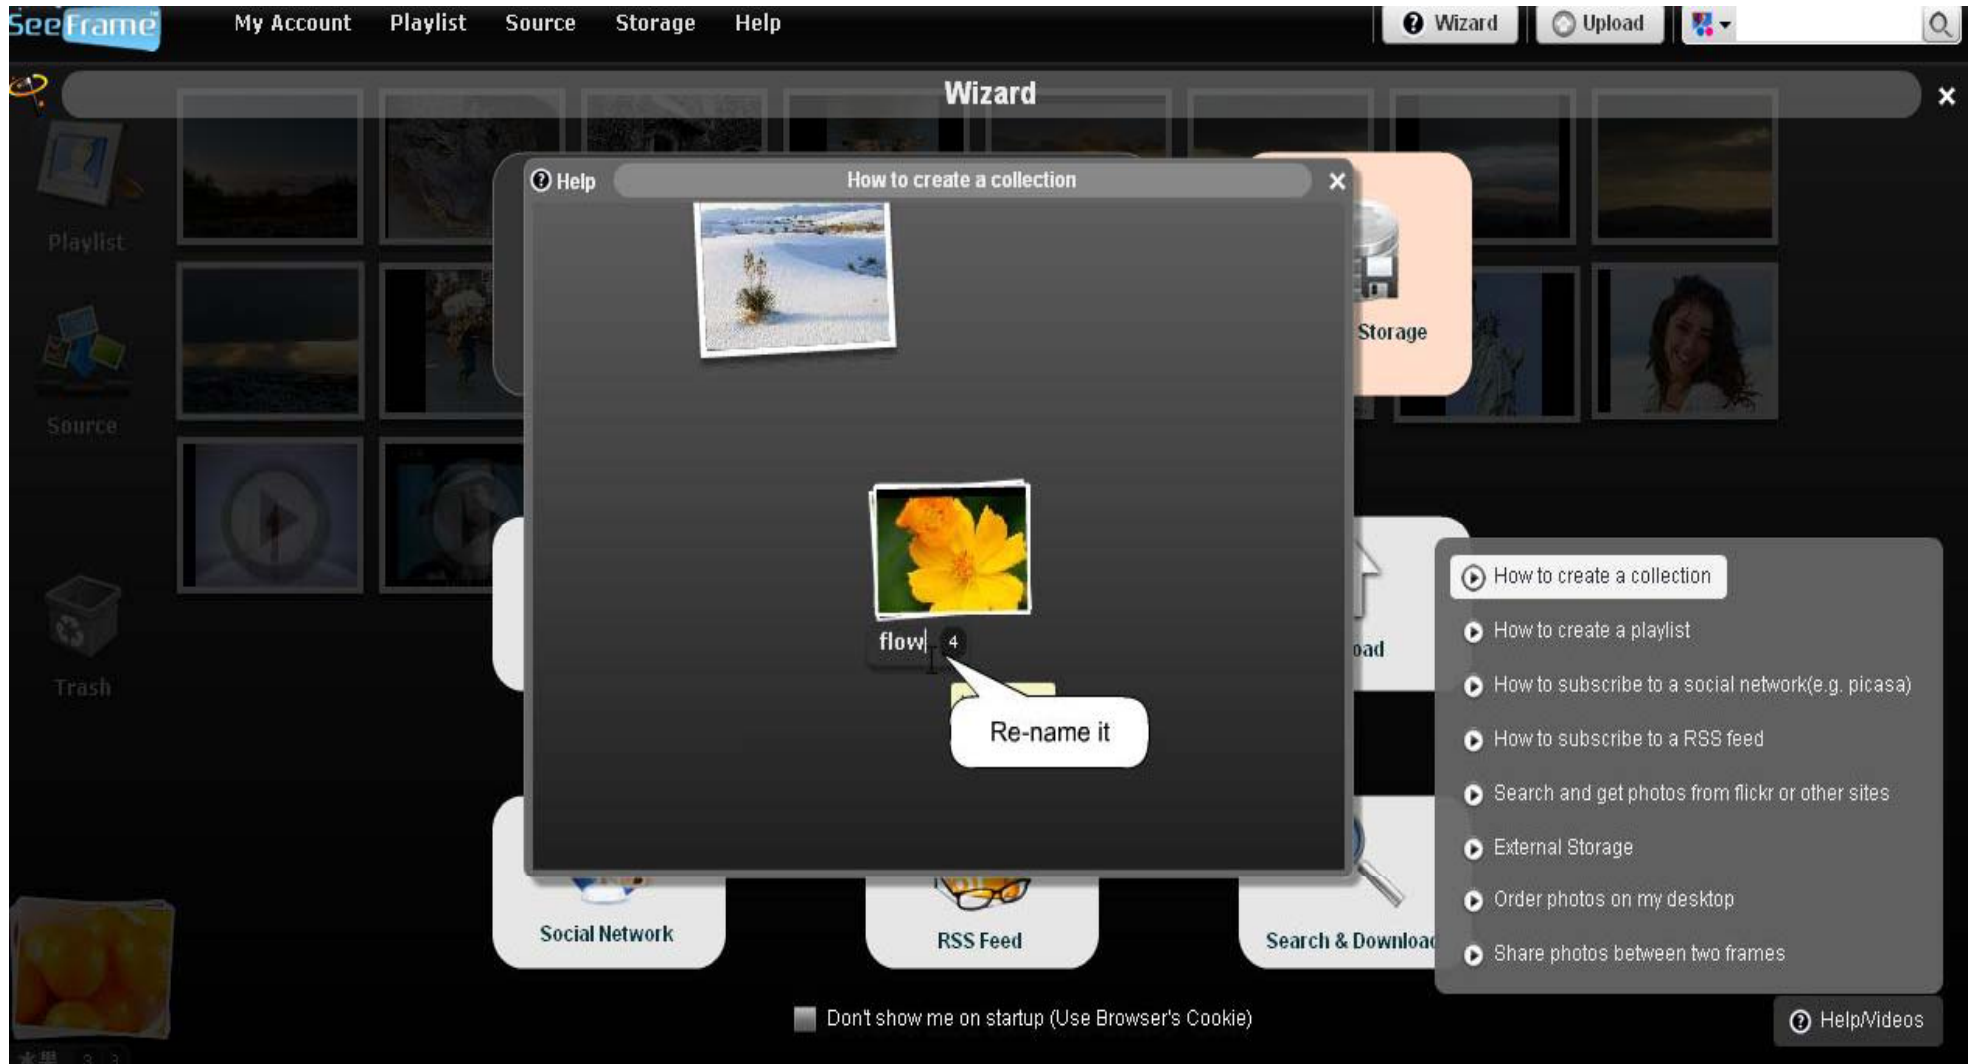 SeeFrame™
My Account Playlist Source Storage Help
Wizard Upload
Wizard
Help How to create a collection
Playlist
Storage
Source
flow 4
Re-name it
Trash
How to create a collection
How to create a playlist
How to subscribe to a social network(e.g. picasa)
How to subscribe to a RSS feed
Search and get photos from flickr or other sites
External Storage
Order photos on my desktop
Share photos between two frames
Social Network RSS Feed Search & Download
Don't show me on startup (Use Browser's Cookie)
Help/Videos